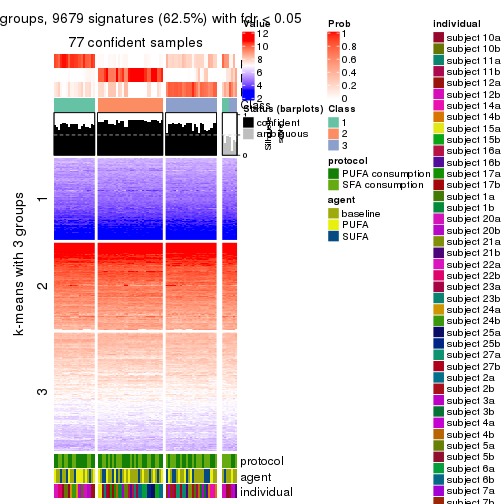 groups, 9679 signatures (62.5%) with fdr < 0.05
77 confident samples
k-means with 3 groups
1
2
3
protocol
agent
individual
Value
12
10
8
6
4
2
Prob
1
0.8
0.6
0.4
0.2
0
Status (barplots)
confident
ambiguous
Class
1
2
3
protocol
PUFA consumption
SFA consumption
agent
baseline
PUFA
SUFA
individual
subject 10a
subject 10b
subject 11a
subject 11b
subject 12a
subject 12b
subject 14a
subject 14b
subject 15a
subject 15b
subject 16a
subject 16b
subject 17a
subject 17b
subject 1a
subject 1b
subject 20a
subject 20b
subject 21a
subject 21b
subject 22a
subject 22b
subject 23a
subject 23b
subject 24a
subject 24b
subject 25a
subject 25b
subject 27a
subject 27b
subject 2a
subject 2b
subject 3a
subject 3b
subject 4a
subject 4b
subject 5a
subject 5b
subject 6a
subject 6b
subject 7a
subject 7b